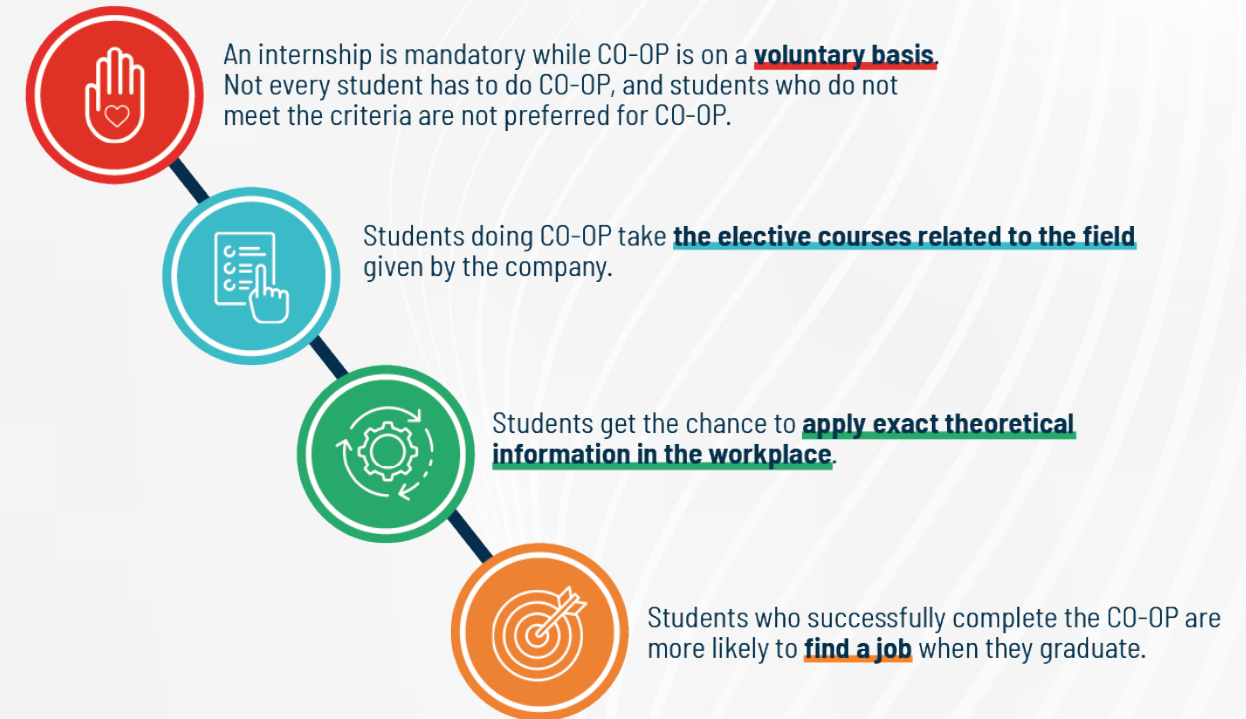 An internship is mandatory while CO-OP is on a voluntary basis.
Not every student has to do CO-OP, and students who do not
meet the criteria are not preferred for CO-OP.
Students doing CO-OP take the elective courses related to the field
given by the company.
Students get the chance to apply exact theoretical
information in the workplace.
Students who successfully complete the CO-OP are
more likely to find a job when they graduate.